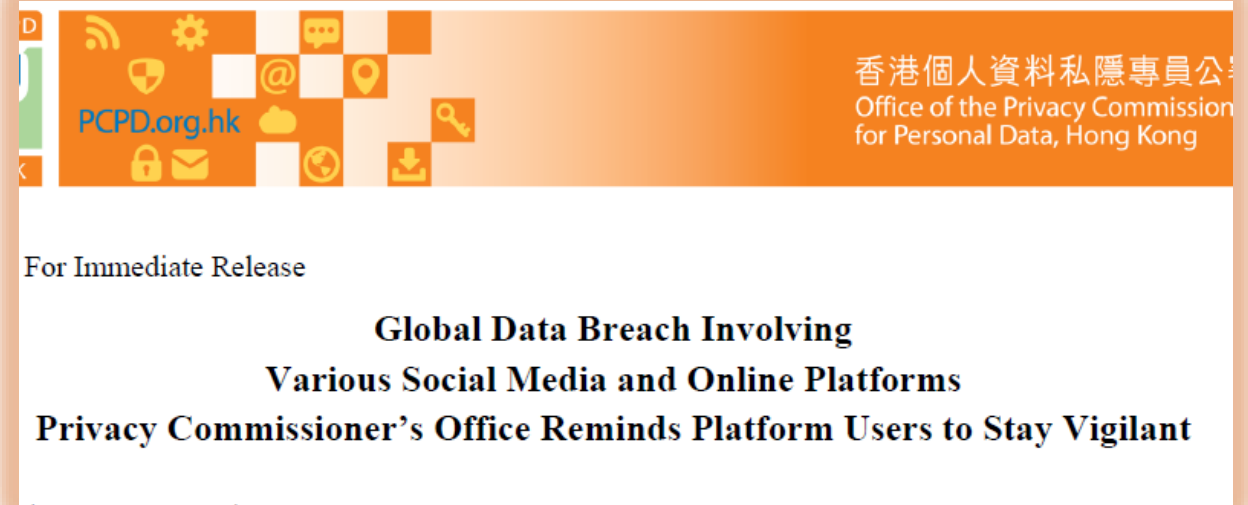 PCPD.org.hk
@
香港個人資料私隱專員公
Office of the Privacy Commission
for Personal Data, Hong Kong
For Immediate Release
Global Data Breach Involving
Various Social Media and Online Platforms
Privacy Commissioner’s Office Reminds Platform Users to Stay Vigilant